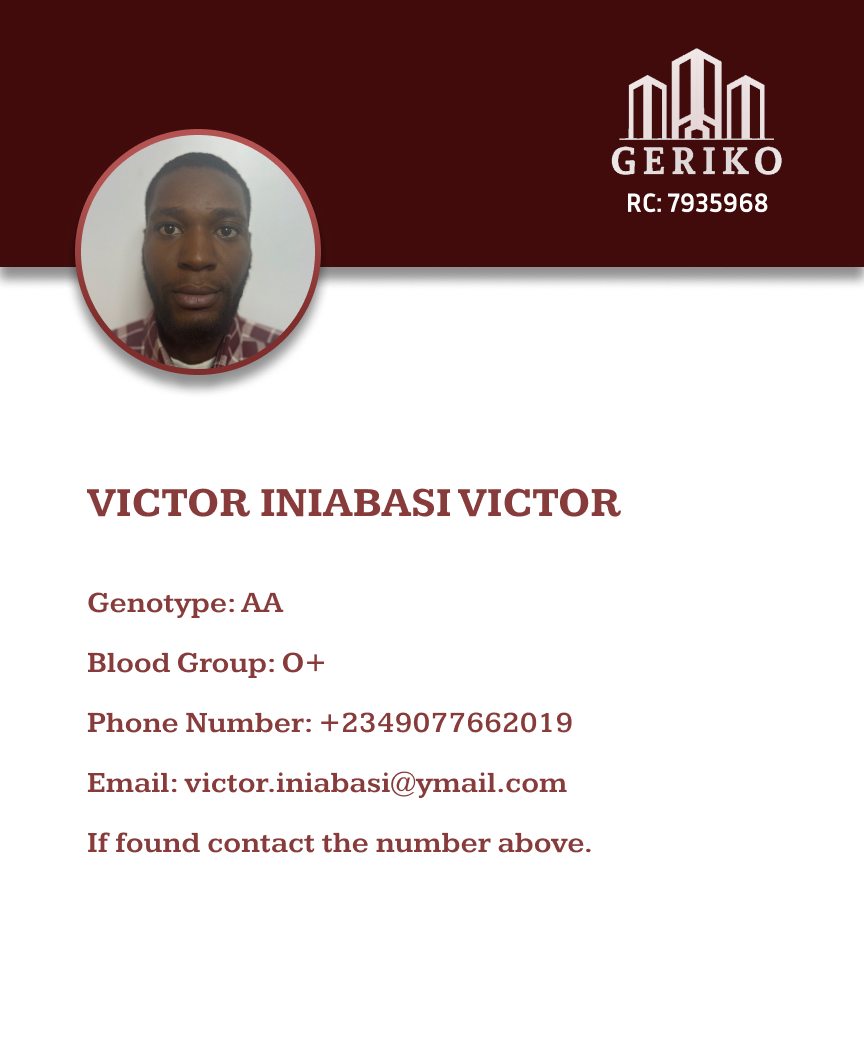 GERIKO
RC: 7935968
VICTOR INIABASI VICTOR
Genotype: AA
Blood Group: O+
Phone Number: +2349077662019
Email: victor.iniabasi@ymail.com
If found contact the number above.